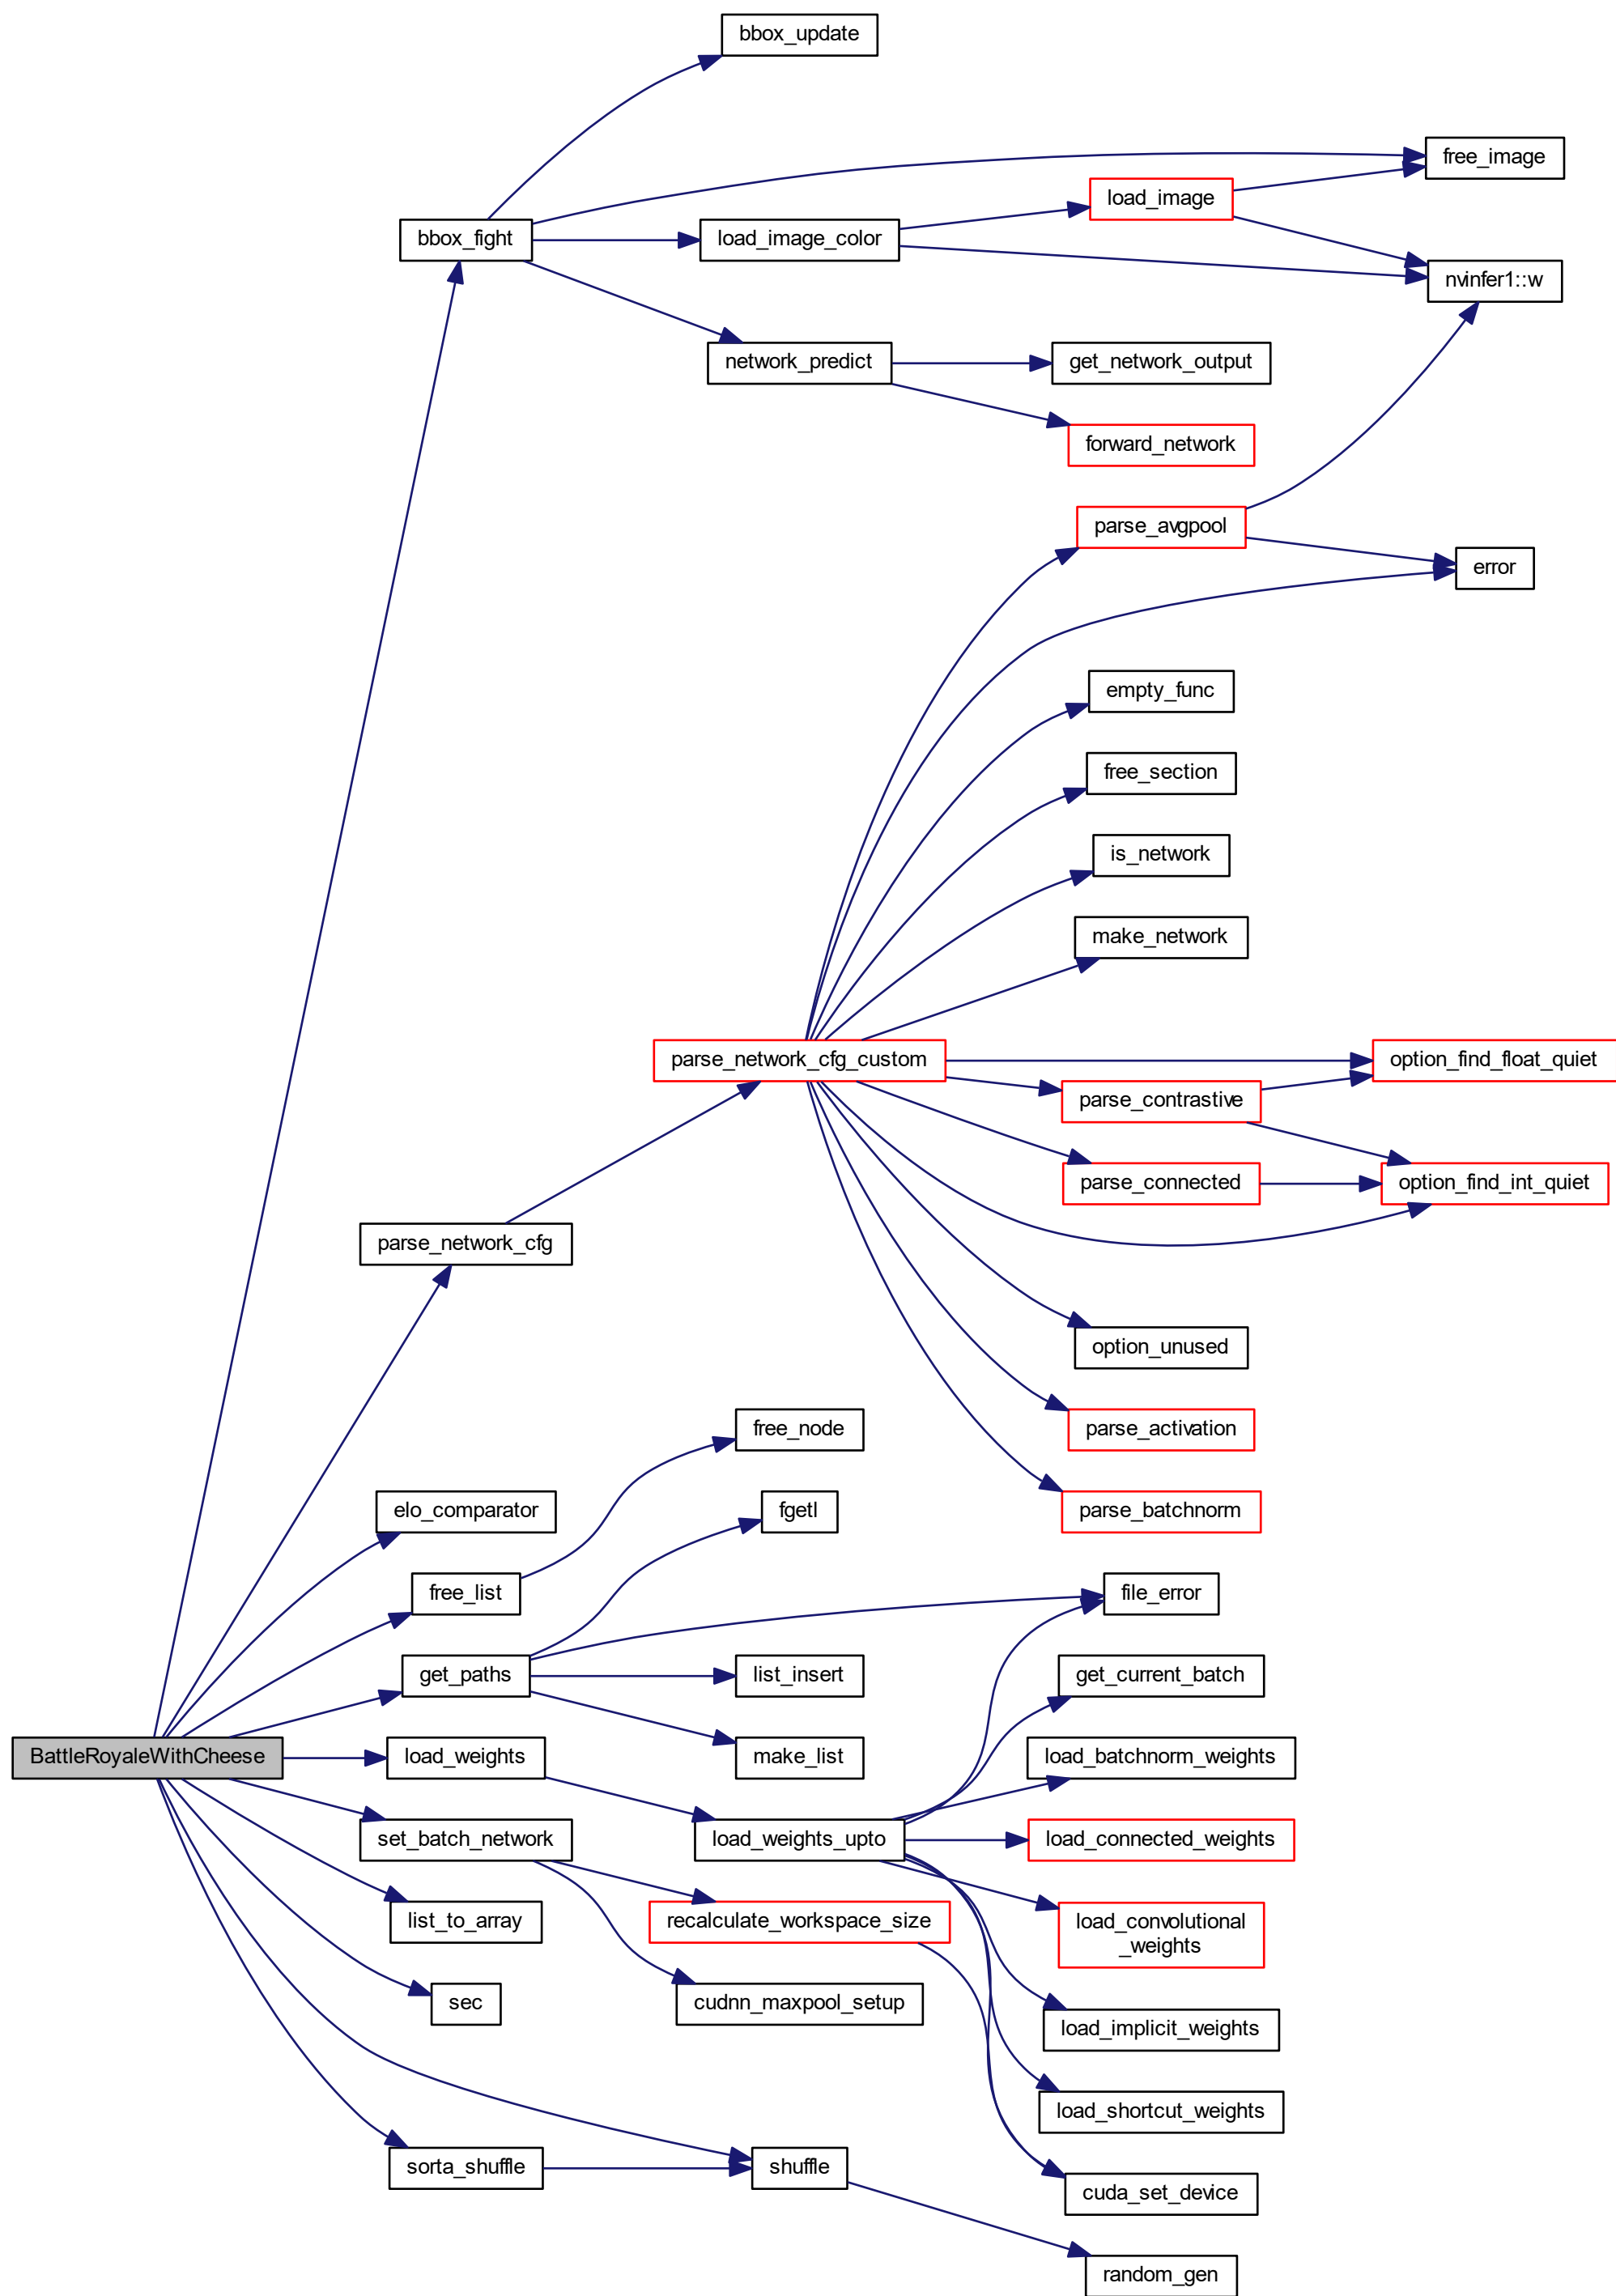 bbox_update
free_image
load_image
bbox_fight
load_image_color
nvinfer1::w
network_predict
get_network_output
forward_network
parse_avgpool
error
empty_func
free_section
is_network
make_network
parse_network_cfg_custom
option_find_float_quiet
parse_contrastive
parse_connected
option_find_int_quiet
parse_network_cfg
option_unused
parse_activation
free_node
parse_batchnorm
elo_comparator
fgetl
free_list
file_error
get_paths
list_insert
get_current_batch
BattleRoyaleWithCheese
load_weights
make_list
load_batchnorm_weights
set_batch_network
load_weights_upto
load_connected_weights
list_to_array
recalculate_workspace_size
load_convolutional
_weights
sec
cudnn_maxpool_setup
load_implicit_weights
load_shortcut_weights
sorta_shuffle
shuffle
cuda_set_device
random_gen